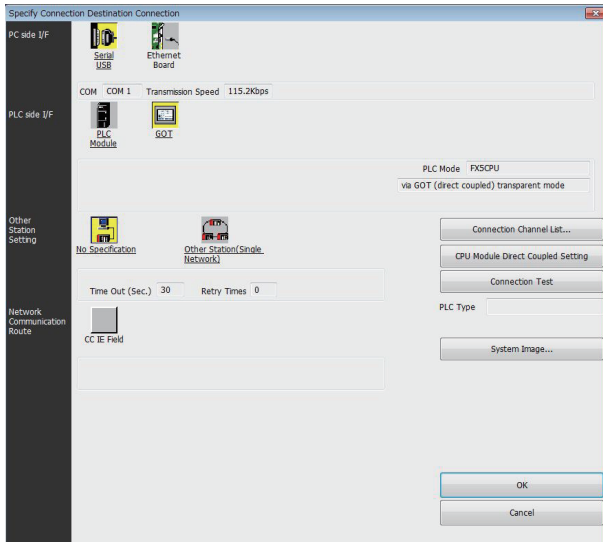 Specify Connection Destination Connection
PC side I/F
Serial
USB
Ethernet
Board
COM COM 1 Transmission Speed 115.2Kbps
PLC side I/F
PLC
Module
GOT
PLC Mode FX5CPU
via GOT (direct coupled) transparent mode
Other
Station
Setting
No Specification
Other Station(Single
Network)
Connection Channel List...
CPU Module Direct Coupled Setting
Time Out (Sec.) 30 Retry Times 0
Connection Test
PLC Type
Network
Communication
Route
CC IE Field
System Image...
OK
Cancel